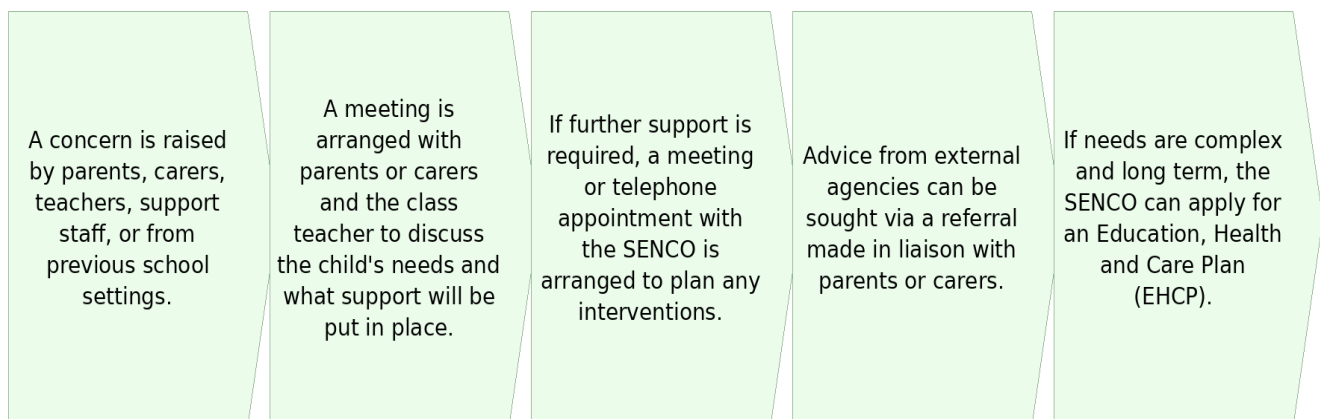 A concern is raised
by parents, carers,
teachers, support
staff, or from
previous school
settings.
A meeting is
arranged with
parents or carers
and the class
teacher to discuss
the child's needs and
what support will be
put in place.
If further support is
required, a meeting
or telephone
appointment with
the SENCO is
arranged to plan any
interventions.
Advice from external
agencies can be
sought via a referral
made in liaison with
parents or carers.
If needs are complex
and long term, the
SENCO can apply for
an Education, Health
and Care Plan
(EHCP).